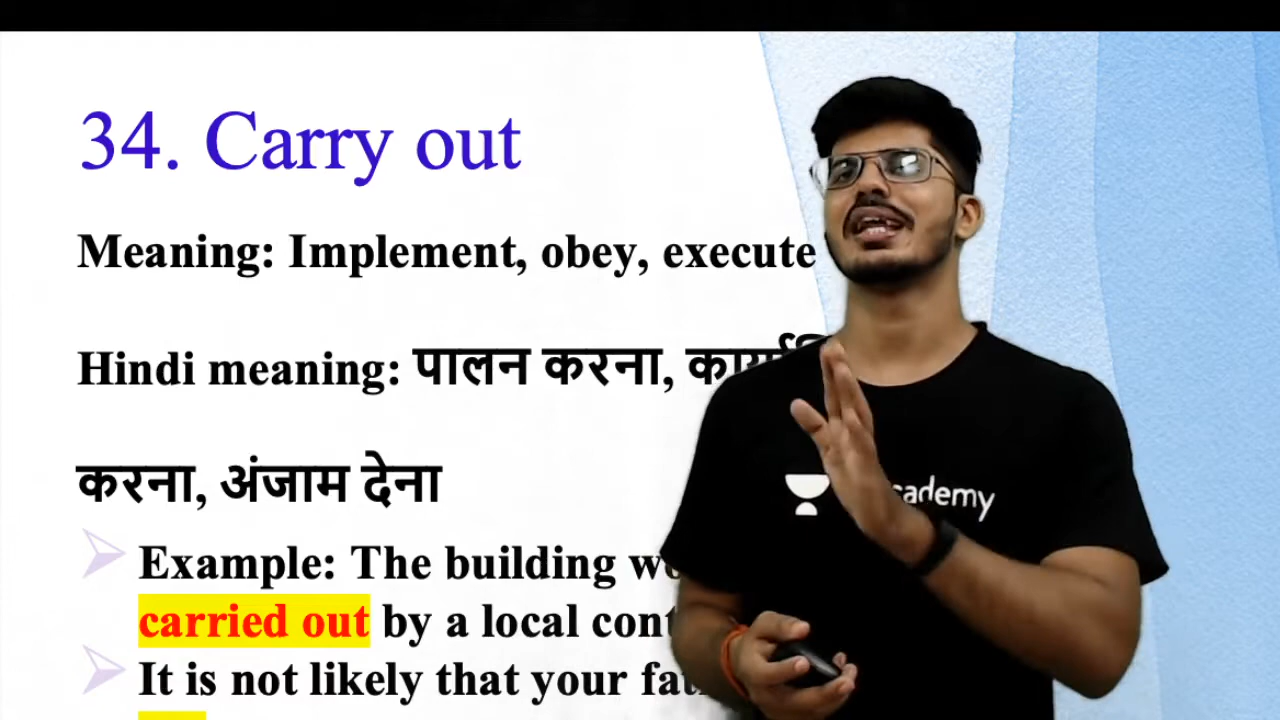 34. Carry out
Meaning: Implement, obey, execute
Hindi meaning: पालन करना,
करना, अंजाम देना
Example: The building
carried out by a local
It is not likely that your